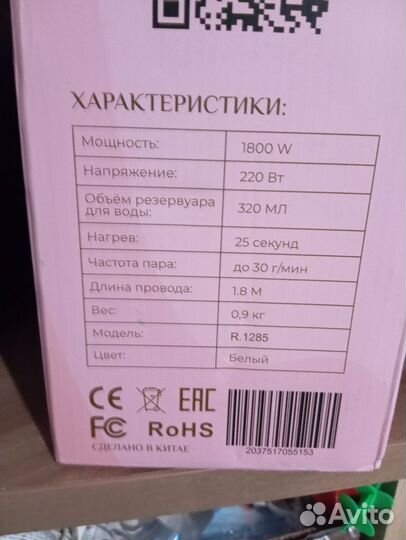 ХАРАКТЕРИСТИКИ:
Мощность: 1800 W
Напряжение: 220 Вт
Объём резервуара
для воды: 320 МЛ
Нагрев: 25 секунд
Частота пара: до 30 г/мин
Длина провода: 1.8 М
Вес: 0,9 кг
Модель: R.1285
Цвет: Белый
CE EAC
FC RoHS
СДЕЛАНО В КИТАЕ
2037517055153
Avito